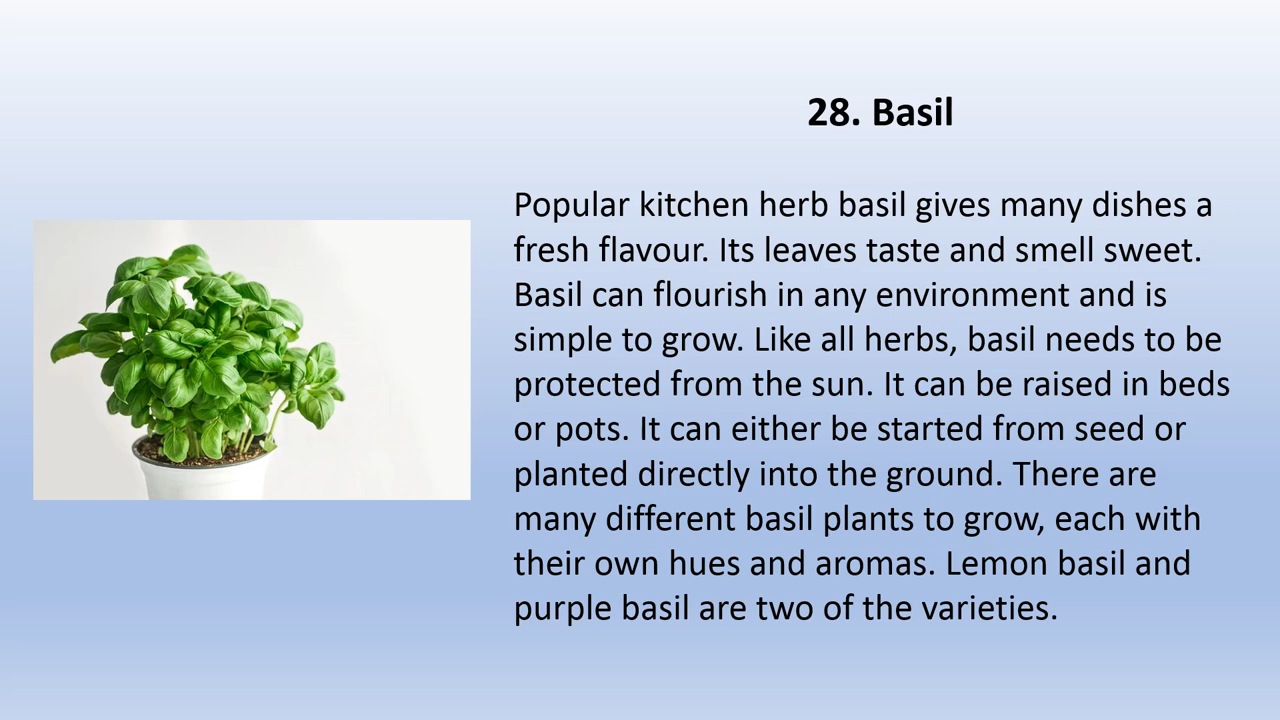 28. Basil
Popular kitchen herb basil gives many dishes a
fresh flavour. Its leaves taste and smell sweet.
Basil can flourish in any environment and is
simple to grow. Like all herbs, basil needs to be
protected from the sun. It can be raised in beds
or pots. It can either be started from seed or
planted directly into the ground. There are
many different basil plants to grow, each with
their own hues and aromas. Lemon basil and
purple basil are two of the varieties.